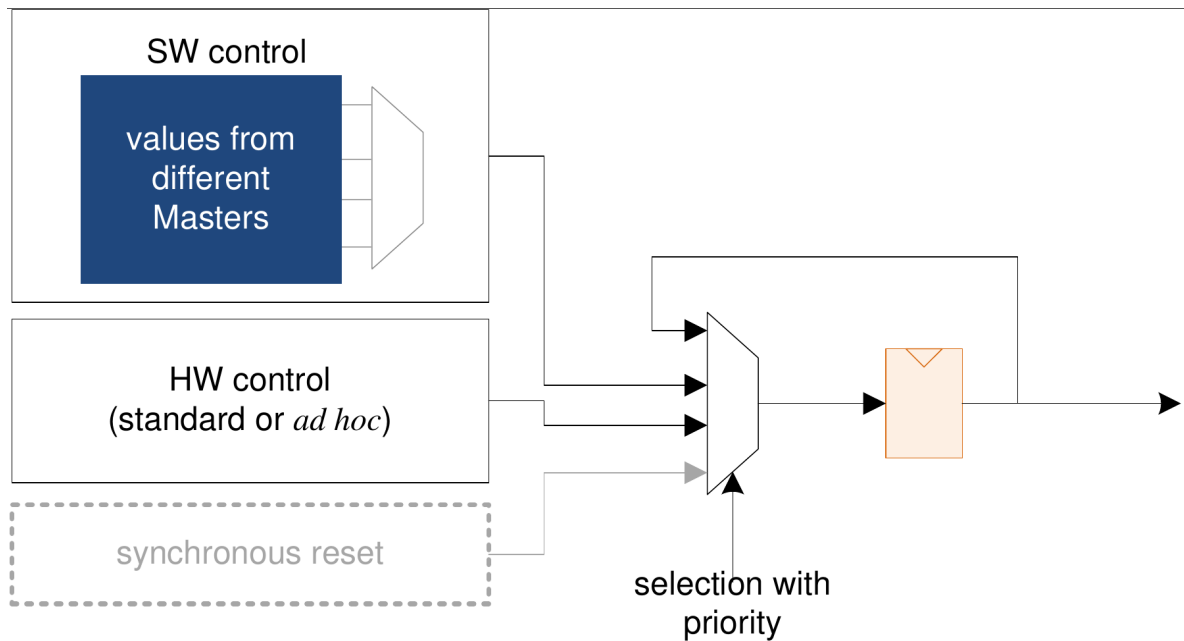 SW control
values from
different
Masters
HW control
(standard or ad hoc)
synchronous reset
selection with
priority